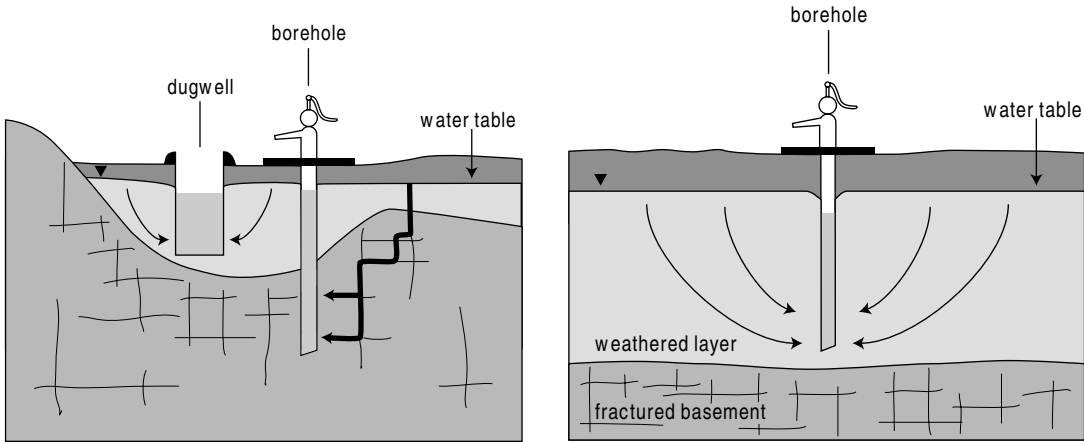 borehole
dugwell
water table
borehole
water table
weathered layer
fractured basement